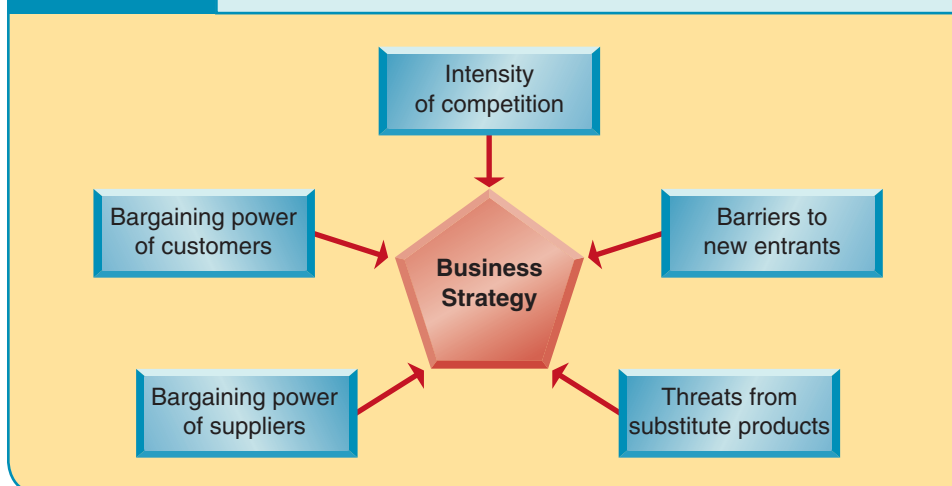 Intensity
of competition
Bargaining power
of customers
Barriers to
new entrants
Business
Strategy
Bargaining power
of suppliers
Threats from
substitute products